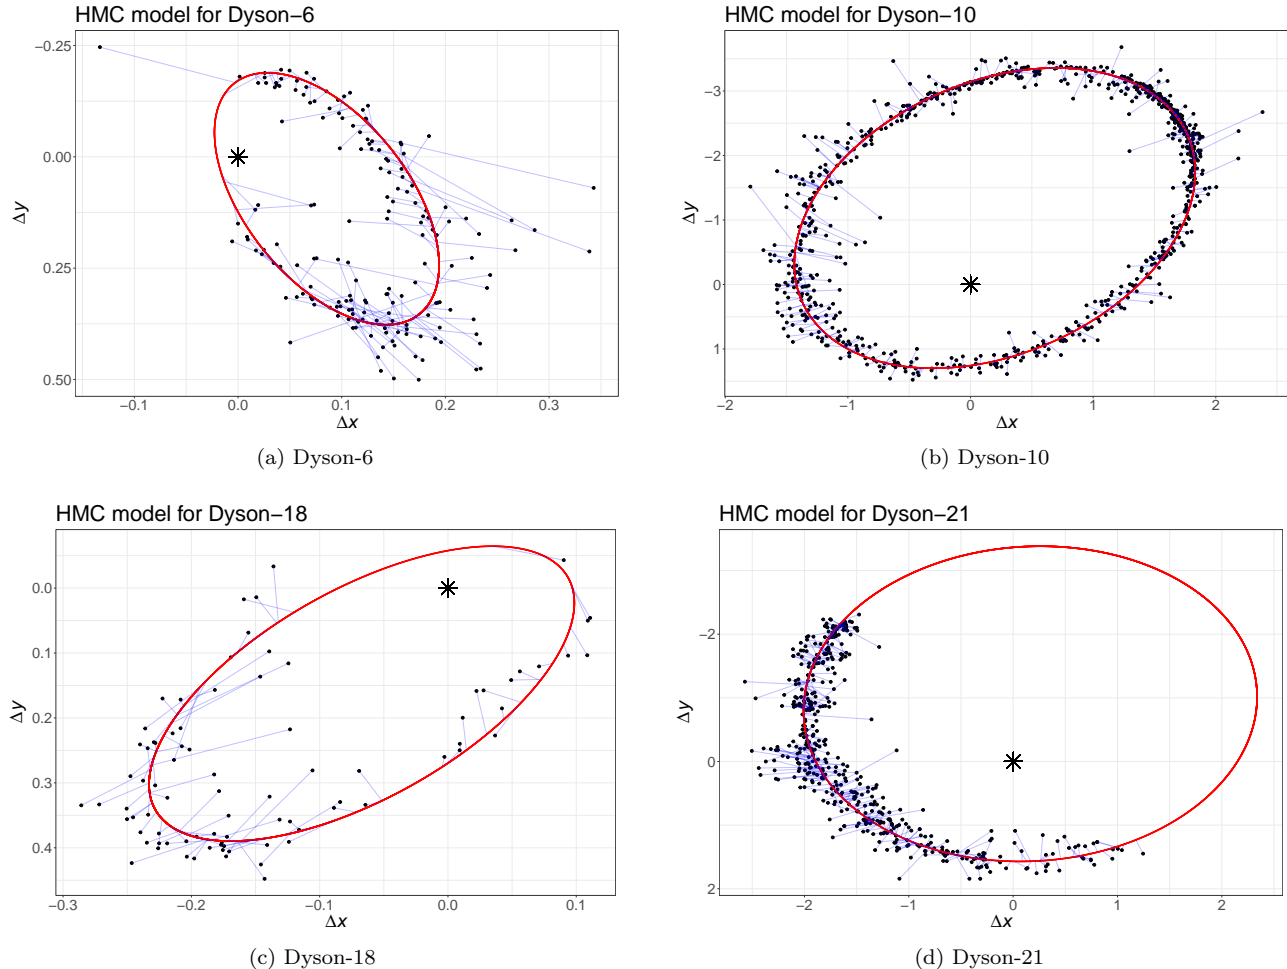 HMC model for Dyson−6
−0.25
0.00
0.25
0.50
Δy
−0.1
0.0
0.1
0.2
0.3
Δx
(a) Dyson-6
HMC model for Dyson−10
−3
−2
−1
0
1
Δy
−2
−1
0
1
2
Δx
(b) Dyson-10
HMC model for Dyson−18
0.0
0.1
0.2
0.3
0.4
Δy
−0.3
−0.2
−0.1
0.0
0.1
Δx
(c) Dyson-18
HMC model for Dyson−21
−2
0
2
Δy
−2
−1
0
1
2
Δx
(d) Dyson-21